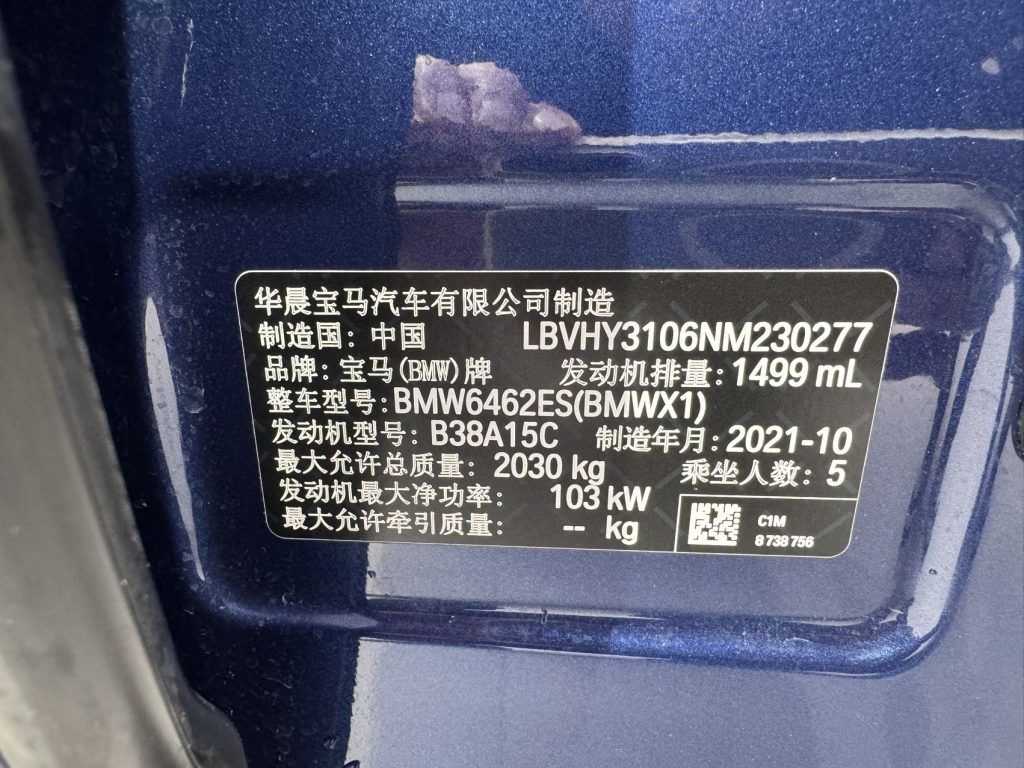 华晨宝马汽车有限公司制造
制造国: 中国 LBVHY3106NM230277
品牌: 宝马(BMW)牌 发动机排量: 1499 mL
整车型号: BMW6462ES(BMWX1)
发动机型号: B38A15C 制造年月: 2021-10
最大允许总质量: 2030 kg 乘坐人数: 5
发动机最大净功率: 103 kW
最大允许牵引质量: -- kg
C1M
8 738 756